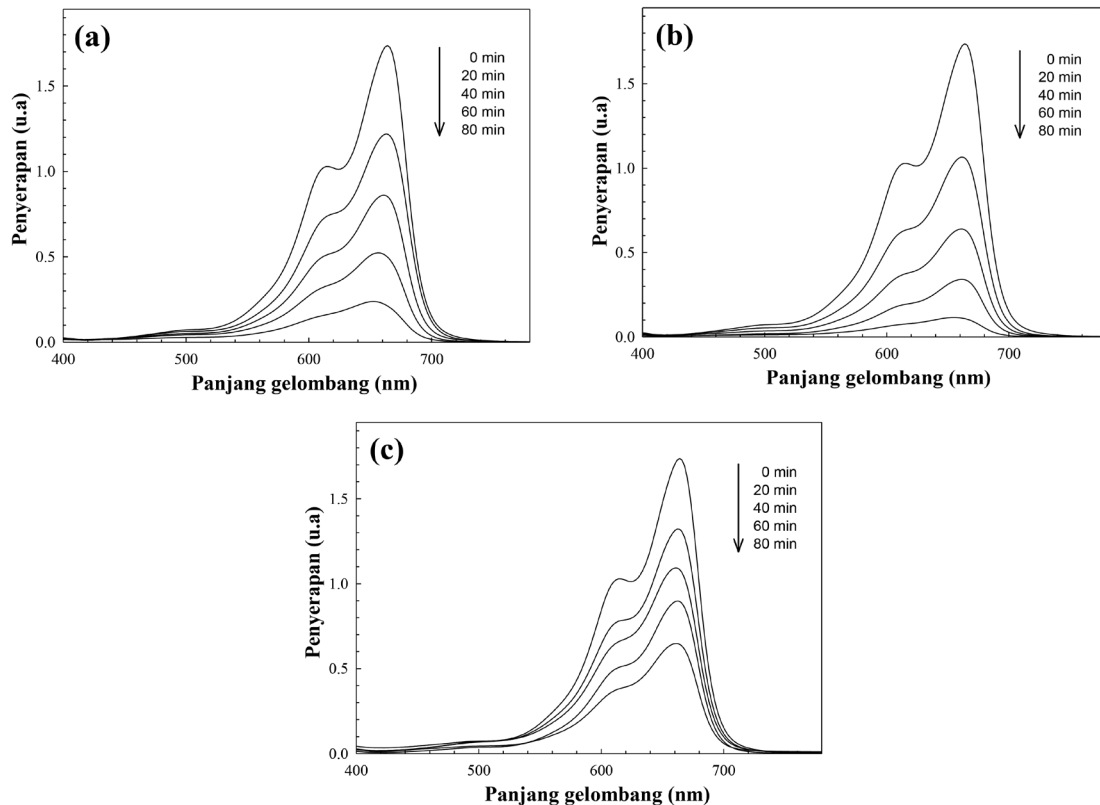 (a)
0 min
20 min
40 min
60 min
80 min
Penyerapan (u.a)
1.5
1.0
0.5
0.0
400
500
600
700
Panjang gelombang (nm)
(b)
0 min
20 min
40 min
60 min
80 min
Penyerapan (u.a)
1.5
1.0
0.5
0.0
400
500
600
700
Panjang gelombang (nm)
(c)
0 min
20 min
40 min
60 min
80 min
Penyerapan (u.a)
1.5
1.0
0.5
0.0
400
500
600
700
Panjang gelombang (nm)